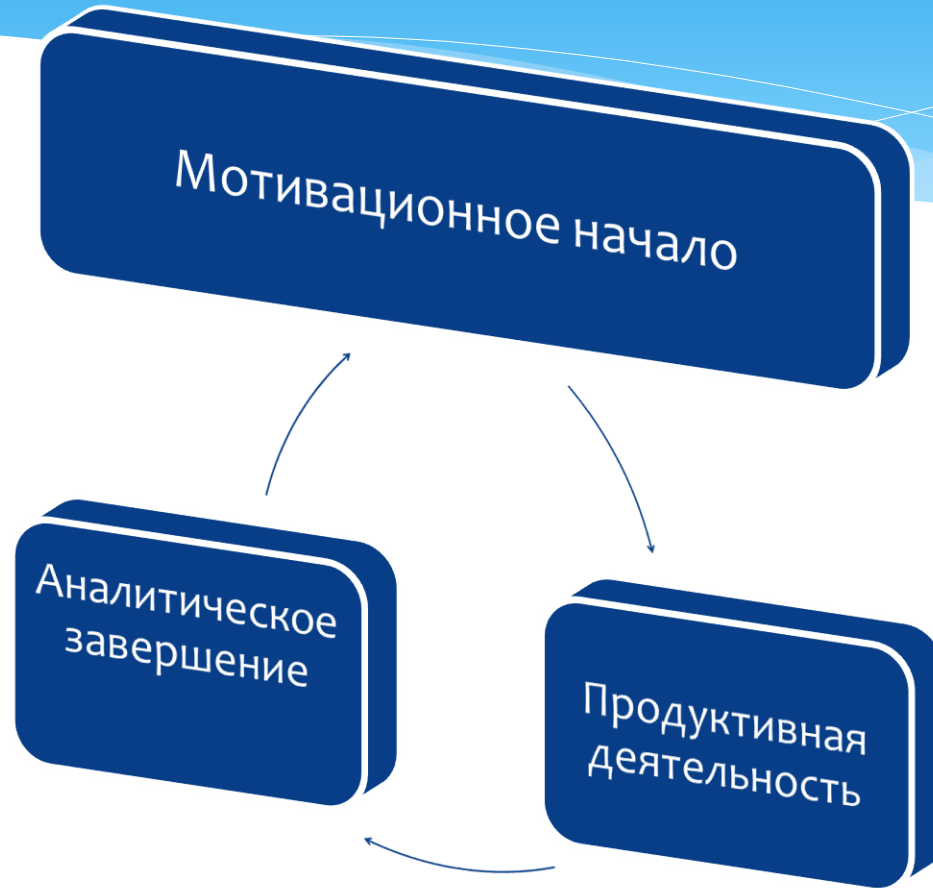 Мотивационное начало
Аналитическое
завершение
Продуктивная
деятельность